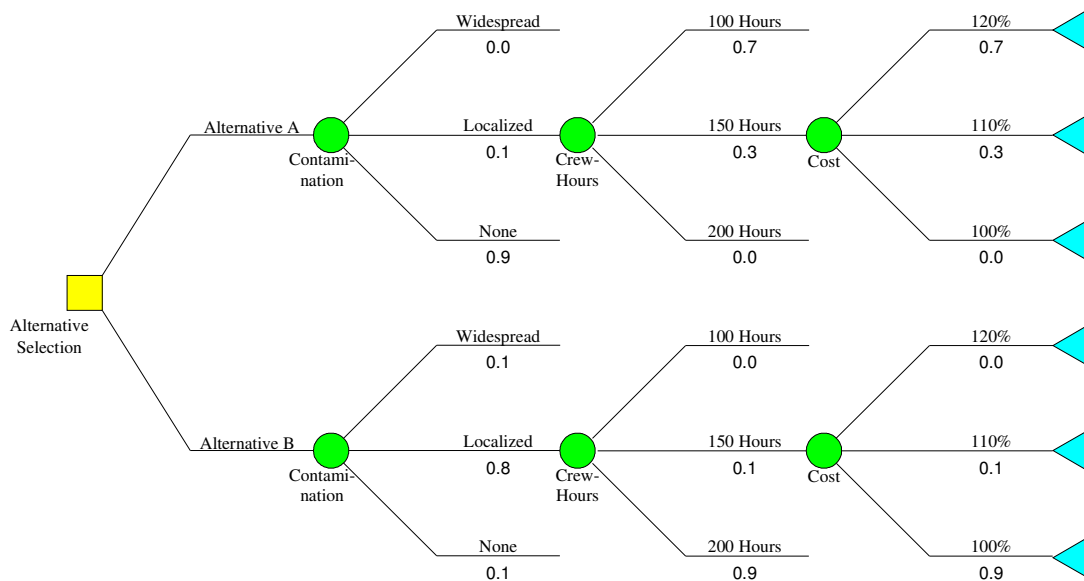 Widespread
0.0
100 Hours
0.7
120%
0.7
Alternative A
Localized
0.1
150 Hours
0.3
110%
0.3
Contami-
nation
Crew-
Hours
Cost
None
0.9
200 Hours
0.0
100%
0.0
Alternative
Selection
Widespread
0.1
100 Hours
0.0
120%
0.0
Alternative B
Localized
0.8
150 Hours
0.1
110%
0.1
Contami-
nation
Crew-
Hours
Cost
None
0.1
200 Hours
0.9
100%
0.9